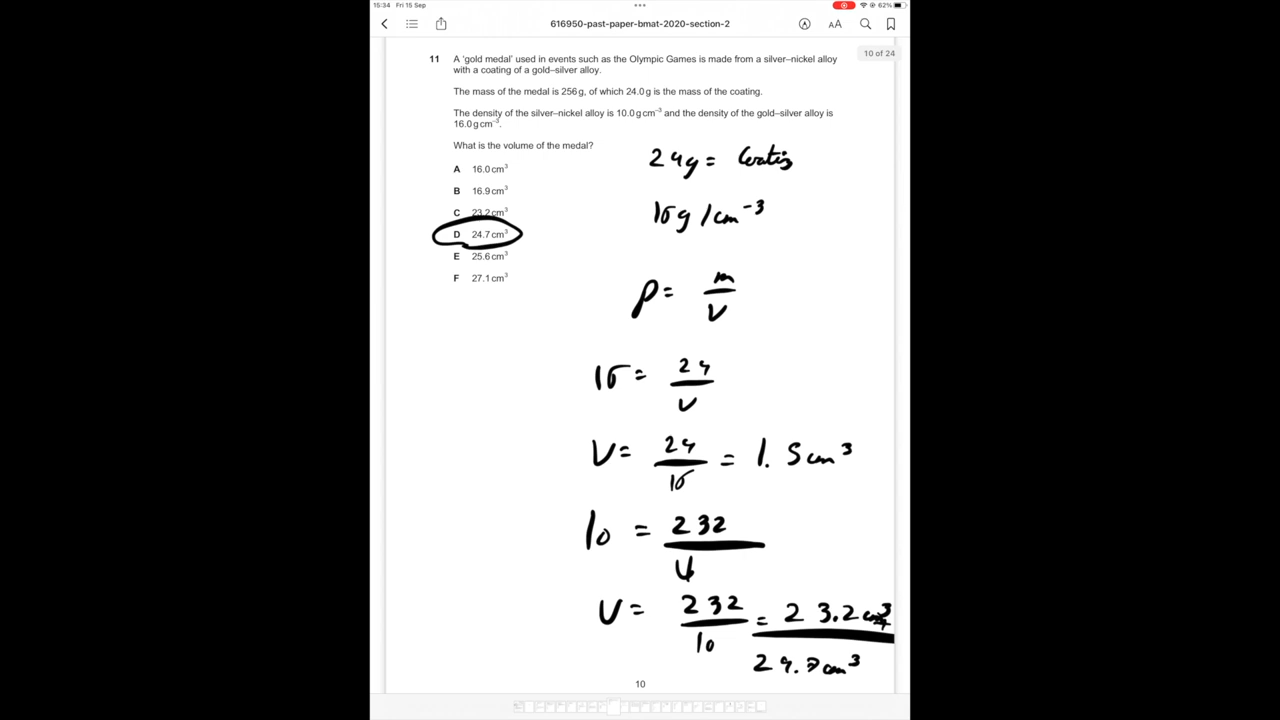 15:34 Fri 15 Sep
62%
616950-past-paper-bmat-2020-section-2
AA
10 of 24
11 A 'gold medal' used in events such as the Olympic Games is made from a silver–nickel alloy
with a coating of a gold–silver alloy.
The mass of the medal is 256 g, of which 24.0 g is the mass of the coating.
The density of the silver–nickel alloy is 10.0 g cm⁻³ and the density of the gold–silver alloy is
16.0 g cm⁻³.
What is the volume of the medal?
A 16.0 cm³
B 16.9 cm³
C 23.2 cm³
D 24.7 cm³
E 25.6 cm³
F 27.1 cm³
24g = Coating
16g/cm⁻³
ρ = m/V
16 = 24/V
V = 24/16 = 1.5cm³
10 = 232/V
V = 232/10 = 23.2cm³
24.7cm³
10